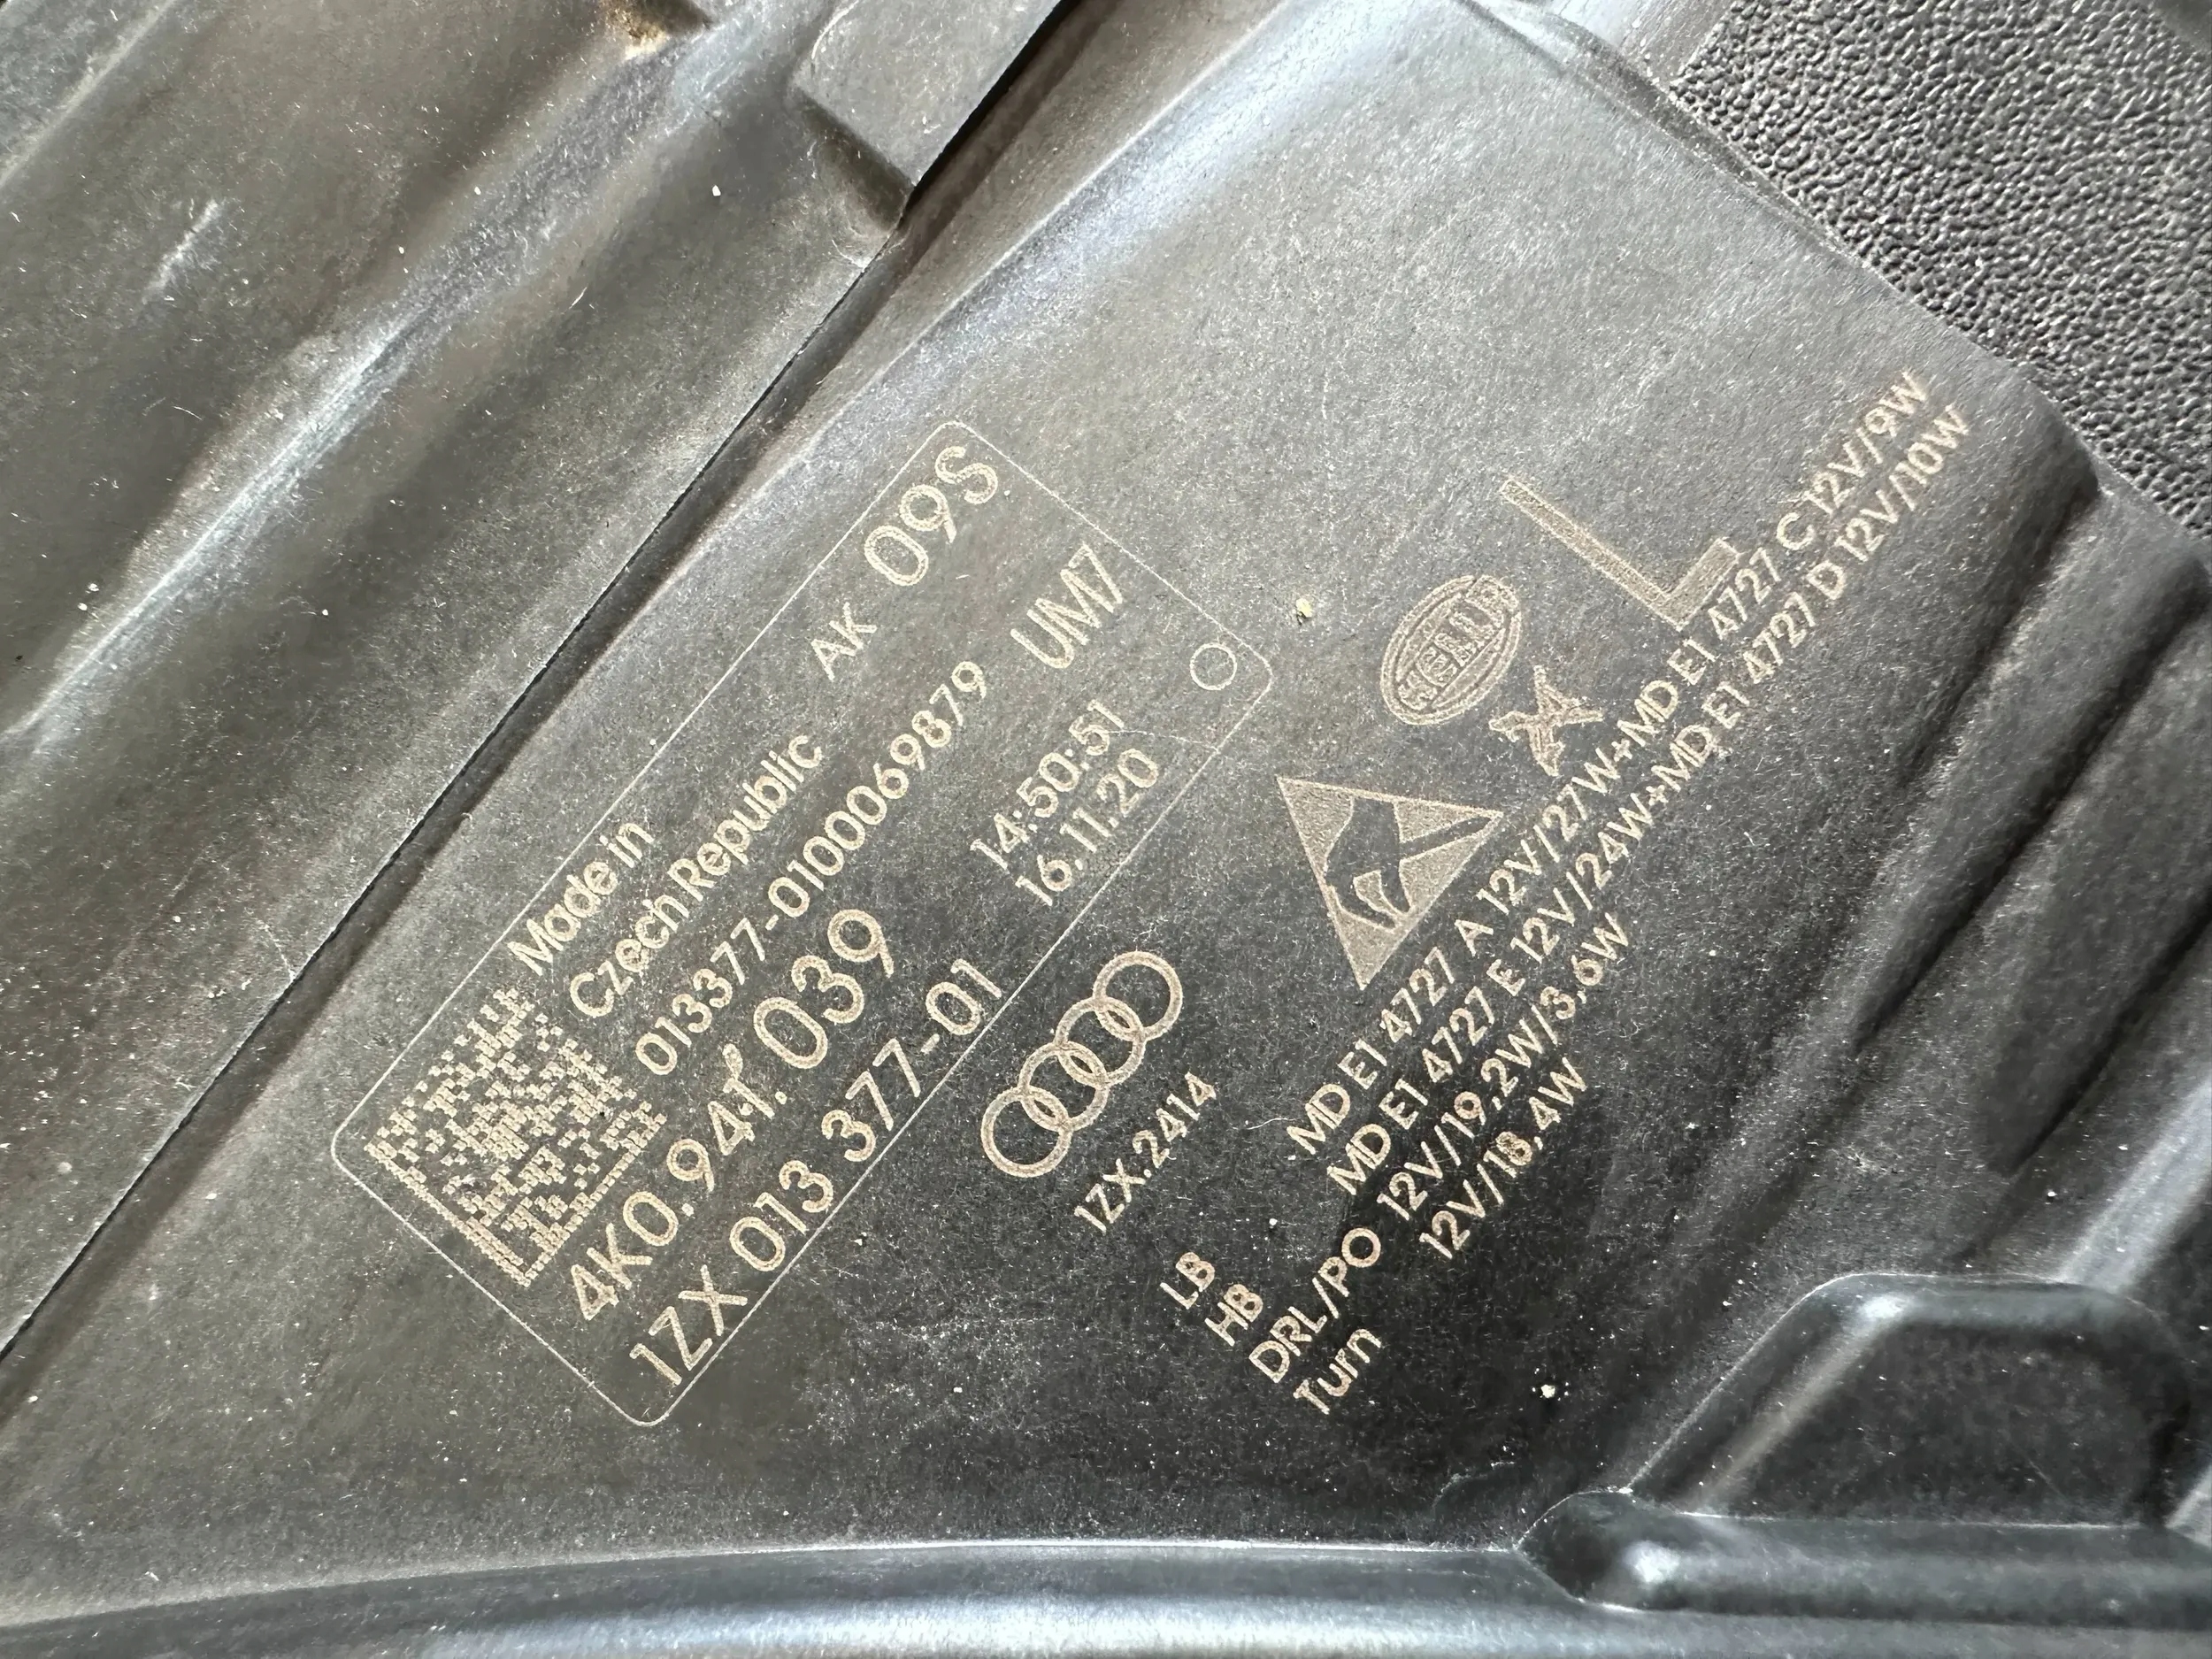 Made in
Czech Republic
AK 09S
013377-01000069879 UM7
4K0.941.039
14:50:51
1ZX 013 377-01
16.11.20
1ZX.2414
HELLA
L
LB MD E1 4727 A 12V/27W+MD E1 4727 C 12V/9W
HB MD E1 4727 E 12V/24W+MD E1 4727 D 12V/10W
DRL/PO 12V/19.2W/3.6W
Turn 12V/18.4W